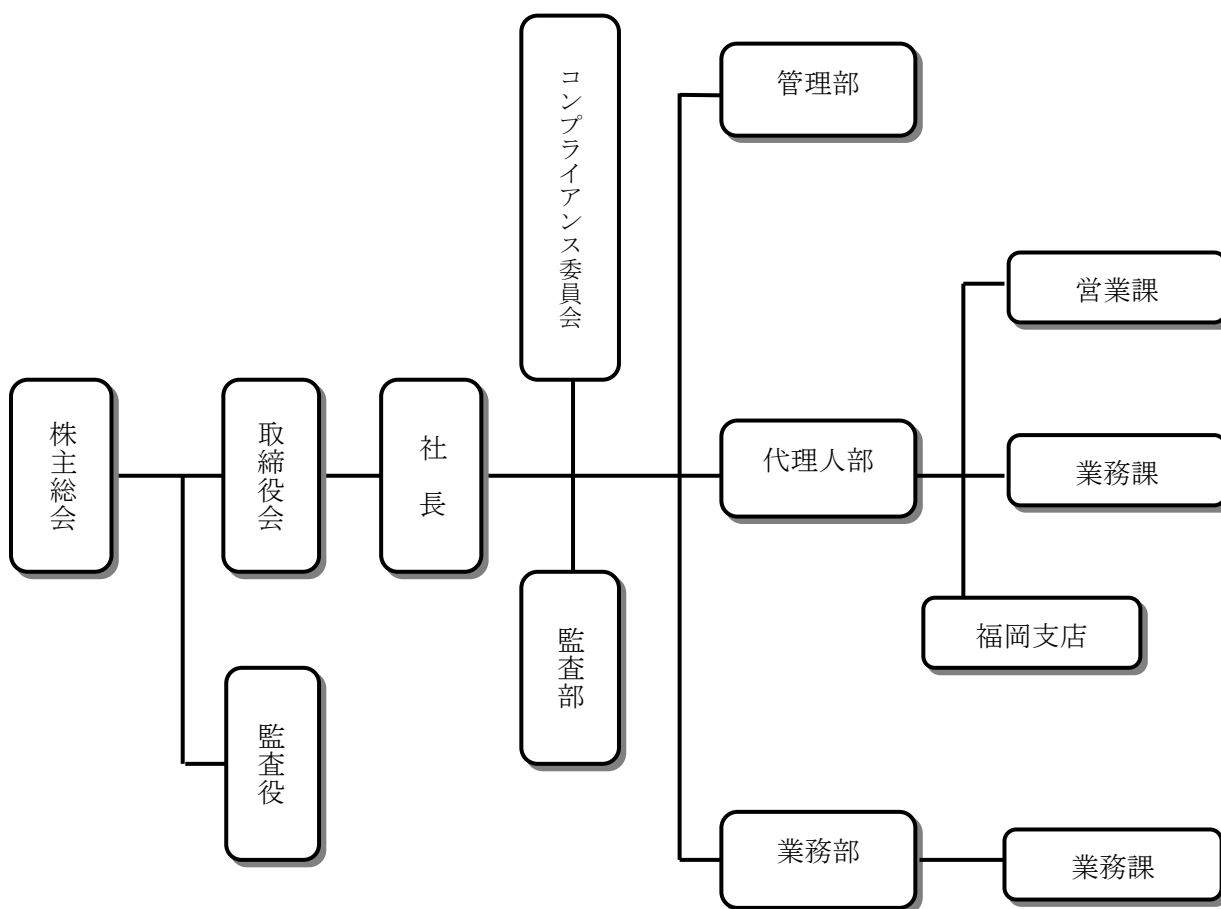 株主総会
取締役会
監査役
社長
コンプライアンス委員会
監査部
管理部
代理人部
営業課
業務課
福岡支店
業務部
業務課